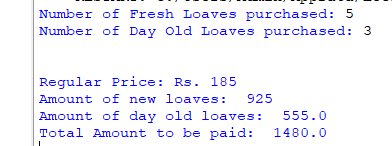 Number of Fresh Loaves purchased: 5
Number of Day Old Loaves purchased: 3
Regular Price: Rs. 185
Amount of new loaves:  925
Amount of day old loaves:  555.0
Total Amount to be paid:  1480.0